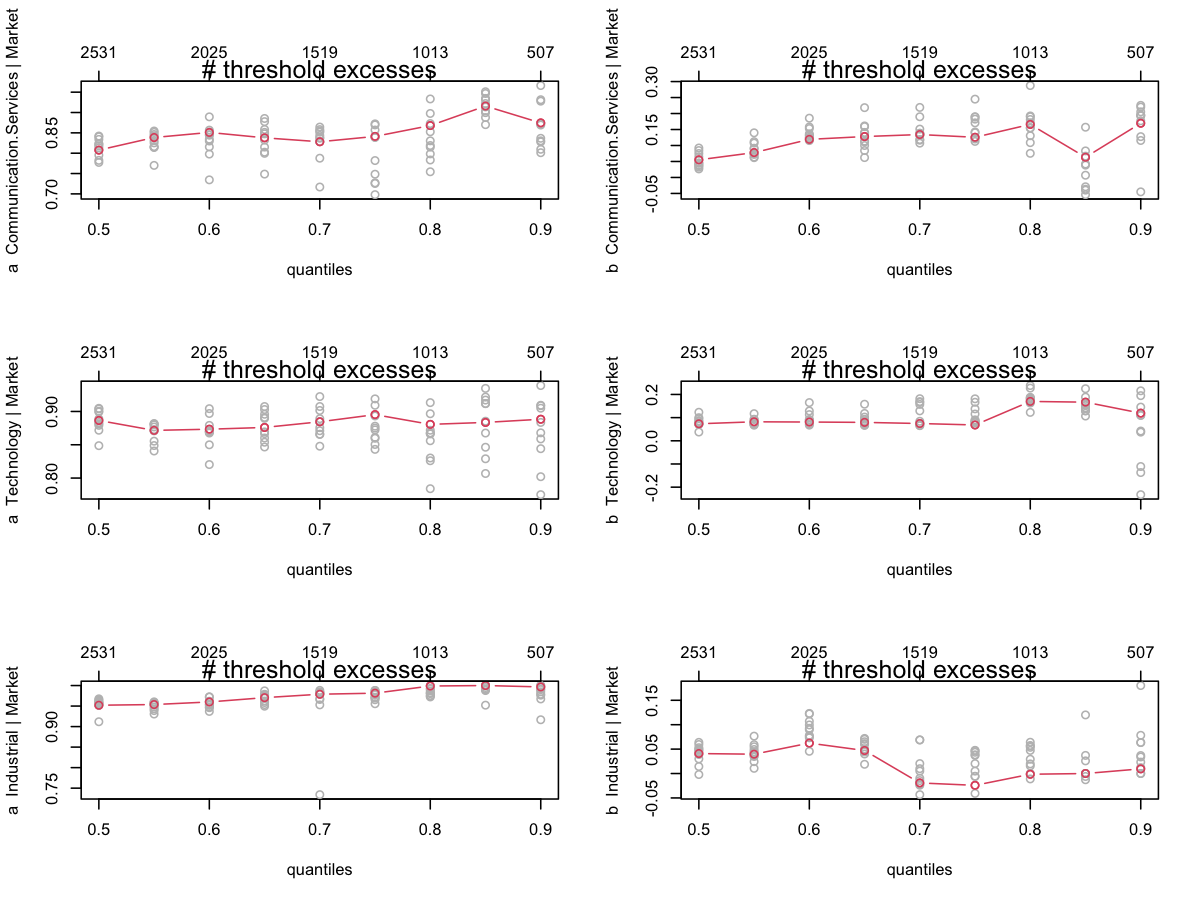 2531 2025 1519 1013 507
# threshold excesses
a Communication.Services | Market
0.85
0.70
0.5 0.6 0.7 0.8 0.9
quantiles
2531 2025 1519 1013 507
# threshold excesses
b Communication.Services | Market
0.30
0.15
-0.05
0.5 0.6 0.7 0.8 0.9
quantiles
2531 2025 1519 1013 507
# threshold excesses
a Technology | Market
0.90
0.80
0.5 0.6 0.7 0.8 0.9
quantiles
2531 2025 1519 1013 507
# threshold excesses
b Technology | Market
0.2
0.0
-0.2
0.5 0.6 0.7 0.8 0.9
quantiles
2531 2025 1519 1013 507
# threshold excesses
a Industrial | Market
0.90
0.75
0.5 0.6 0.7 0.8 0.9
quantiles
2531 2025 1519 1013 507
# threshold excesses
b Industrial | Market
0.15
0.05
-0.05
0.5 0.6 0.7 0.8 0.9
quantiles